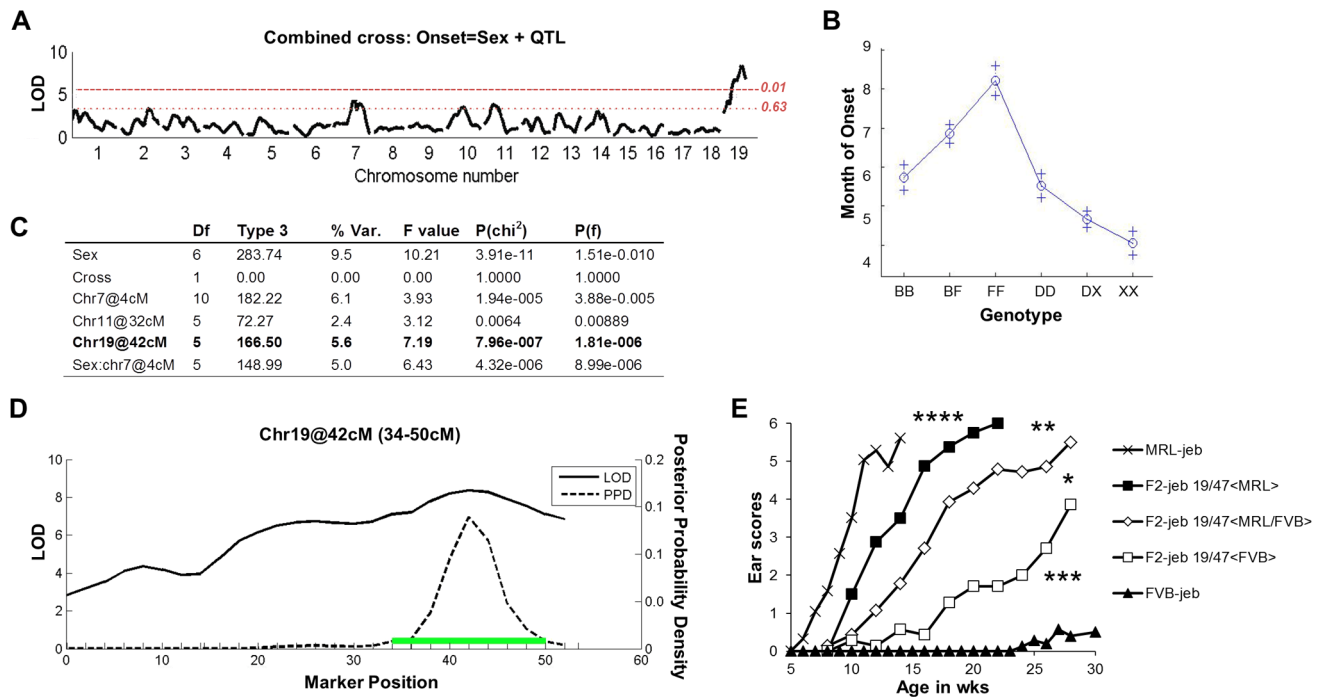 A
Combined cross: Onset=Sex + QTL
LOD
10
5
0
0.01
0.63
1 2 3 4 5 6 7 8 9 10 11 12 13 14 15 16 17 18 19
Chromosome number
B
Month of Onset
9
8
7
6
5
4
BB BF FF DD DX XX
Genotype
C
Df Type 3 % Var. F value P(chi²) P(f)
Sex 6 283.74 9.5 10.21 3.91e-11 1.51e-0.010
Cross 1 0.00 0.00 0.00 1.0000 1.0000
Chr7@4cM 10 182.22 6.1 3.93 1.94e-005 3.88e-0.005
Chr11@32cM 5 72.27 2.4 3.12 0.0064 0.00889
Chr19@42cM 5 166.50 5.6 7.19 7.96e-007 1.81e-006
Sex:chr7@4cM 5 148.99 5.0 6.43 4.32e-006 8.99e-006
D
Chr19@42cM (34-50cM)
LOD
10
8
6
4
2
0
LOD
PPD
0.2
0.1
0.1
0.0
0
Posterior Probability Density
0 10 20 30 40 50 60
Marker Position
E
Ear scores
6
5
4
3
2
1
0
****
**
*
***
5 10 15 20 25 30
Age in wks
MRL-jeb
F2-jeb 19/47<MRL>
F2-jeb 19/47<MRL/FVB>
F2-jeb 19/47<FVB>
FVB-jeb